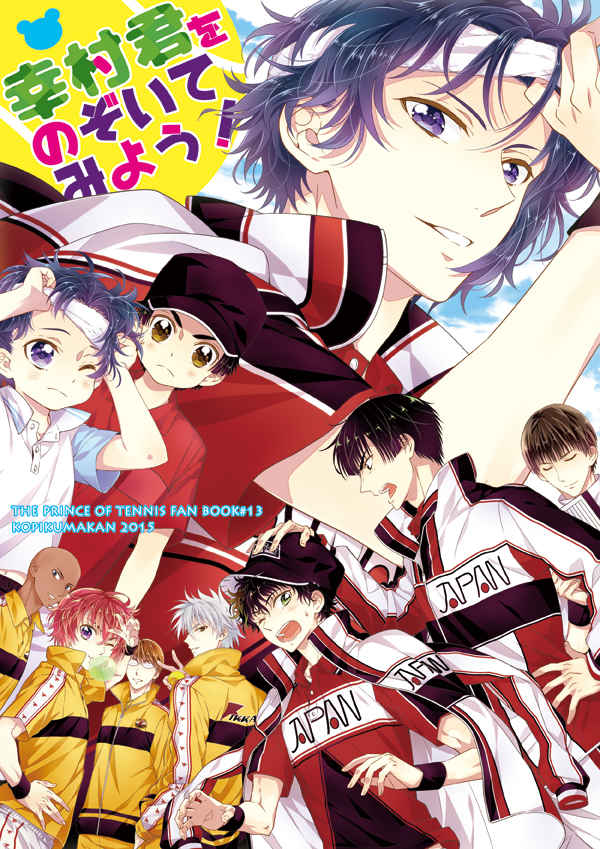 幸村君を
のぞいて
みよう!
THE PRINCE OF TENNIS FAN BOOK#13
KOPIKUMAKAN 2015
JAPAN
JAPAN
JAPAN